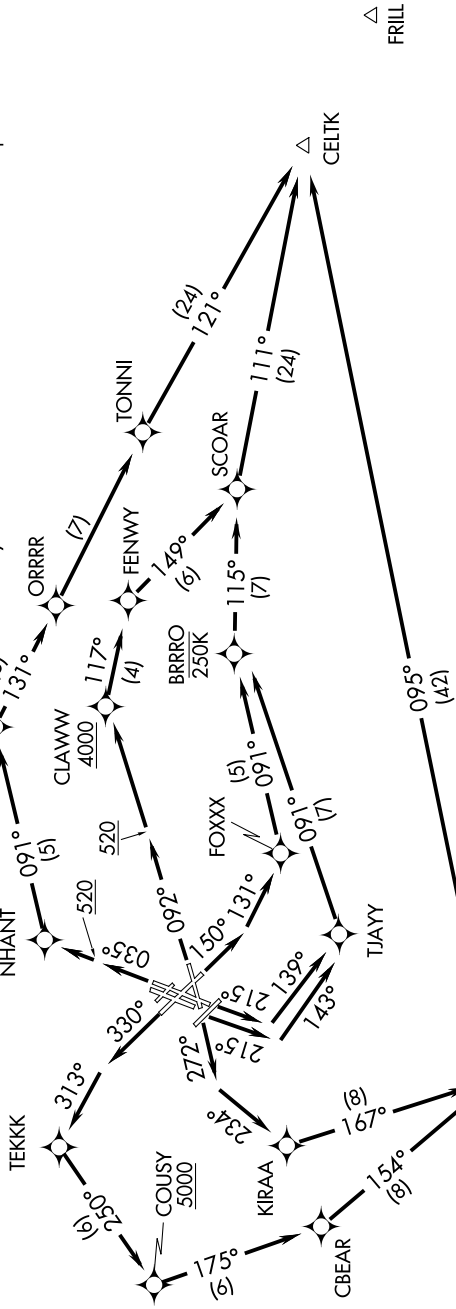 FRILL
CELTK
(24)
121°
111°
(24)
TONNI
SCOAR
(7)
ORRRR
FENWY
149°
(6)
131°
117°
(4)
115°
(7)
BRRRO
250K
095°
(42)
CLAWW
4000
091°
(5)
(5)
091°
091°
(7)
FOXXX
520
520
NHANT
092°
035°
150°
131°
TJAYY
330°
215°
139°
215°
143°
272°
313°
234°
TEKKK
KIRAA
(8)
167°
250°
COUSY
5000
154°
(8)
175°
CBEAR